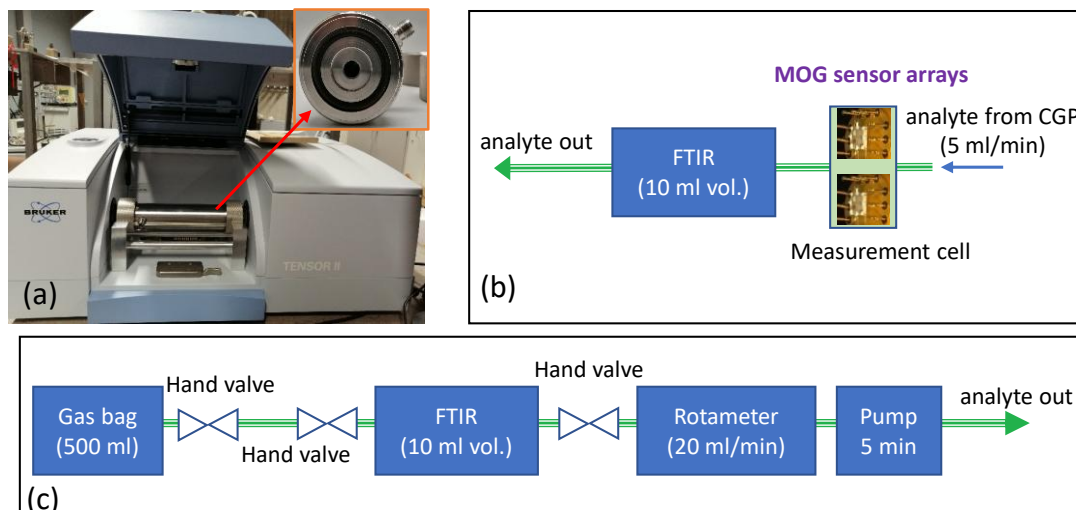 BRUKER
TENSOR II
(a)
MOG sensor arrays
analyte from CGP
(5 ml/min)
analyte out
FTIR
(10 ml vol.)
Measurement cell
(b)
Gas bag
(500 ml)
Hand valve
Hand valve
FTIR
(10 ml vol.)
Hand valve
Rotameter
(20 ml/min)
Pump
5 min
analyte out
(c)